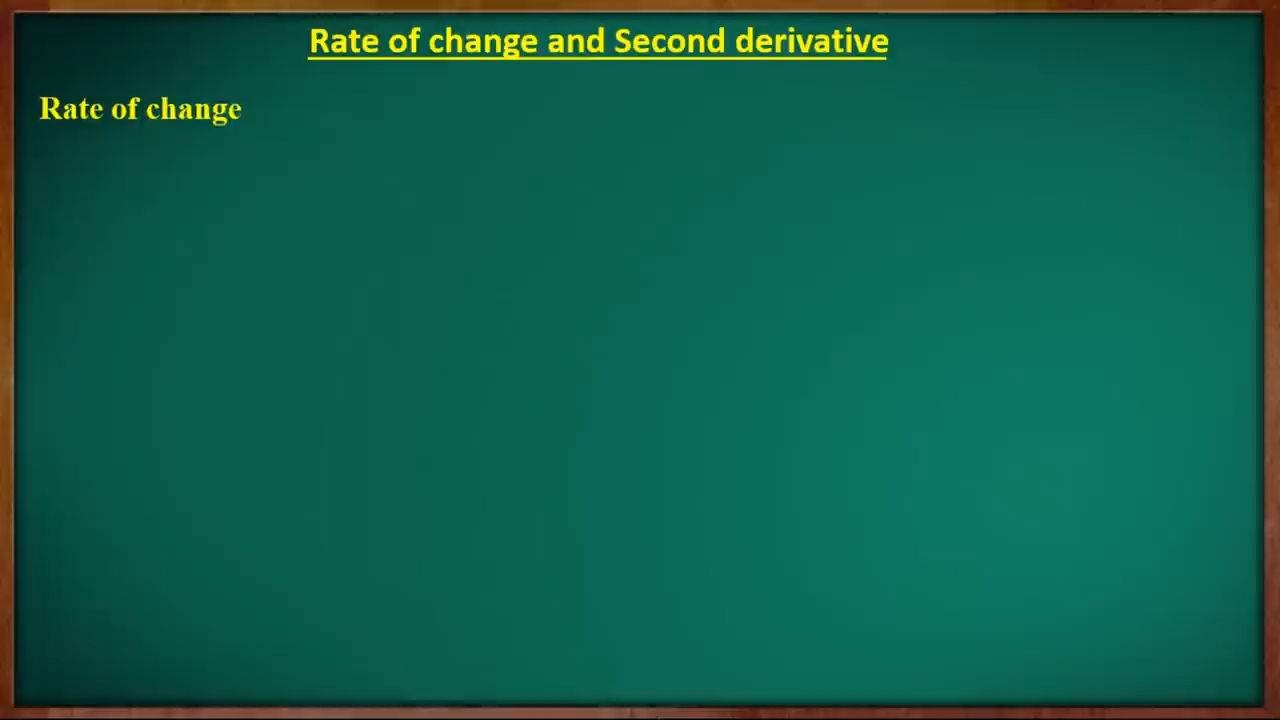 Rate of change and Second derivative
Rate of change